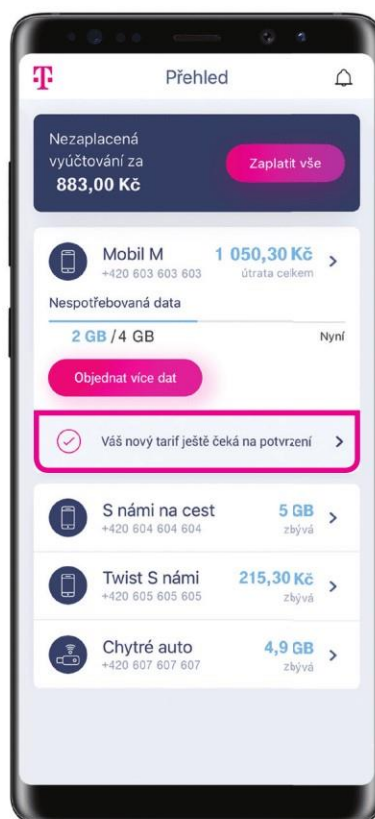 T
Přehled
Nezaplacená
vyúčtování za
883,00 Kč
Zaplatit vše
Mobil M
1 050,30 Kč
+420 603 603 603
útrata celkem
Nespotřebovaná data
2 GB / 4 GB
Nyní
Objednat více dat
Váš nový tarif ještě čeká na potvrzení
S námi na cest
5 GB
+420 604 604 604
zbývá
Twist S námi
215,30 Kč
+420 605 605 605
zbývá
Chytré auto
4,9 GB
+420 607 607 607
zbývá